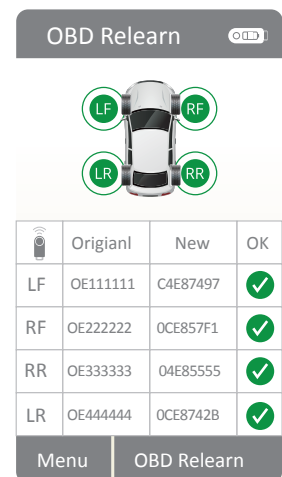 OBD Relearn
LF RF
LR RR
Origianl New OK
LF OE111111 C4E87497
RF OE222222 0CE857F1
RR OE333333 04E85555
LR OE444444 0CE8742B
Menu OBD Relearn